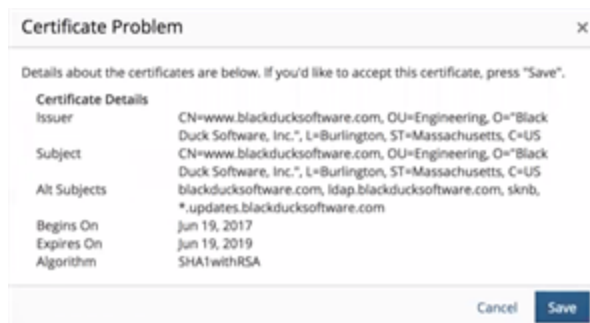 Certificate Problem ×
Details about the certificates are below. If you'd like to accept this certificate, press "Save".
Certificate Details
Issuer CN=www.blackducksoftware.com, OU=Engineering, O="Black
Duck Software, Inc.", L=Burlington, ST=Massachusetts, C=US
Subject CN=www.blackducksoftware.com, OU=Engineering, O="Black
Duck Software, Inc.", L=Burlington, ST=Massachusetts, C=US
Alt Subjects blackducksoftware.com, ldap.blackducksoftware.com, sknb,
*.updates.blackducksoftware.com
Begins On Jun 19, 2017
Expires On Jun 19, 2019
Algorithm SHA1withRSA
Cancel Save